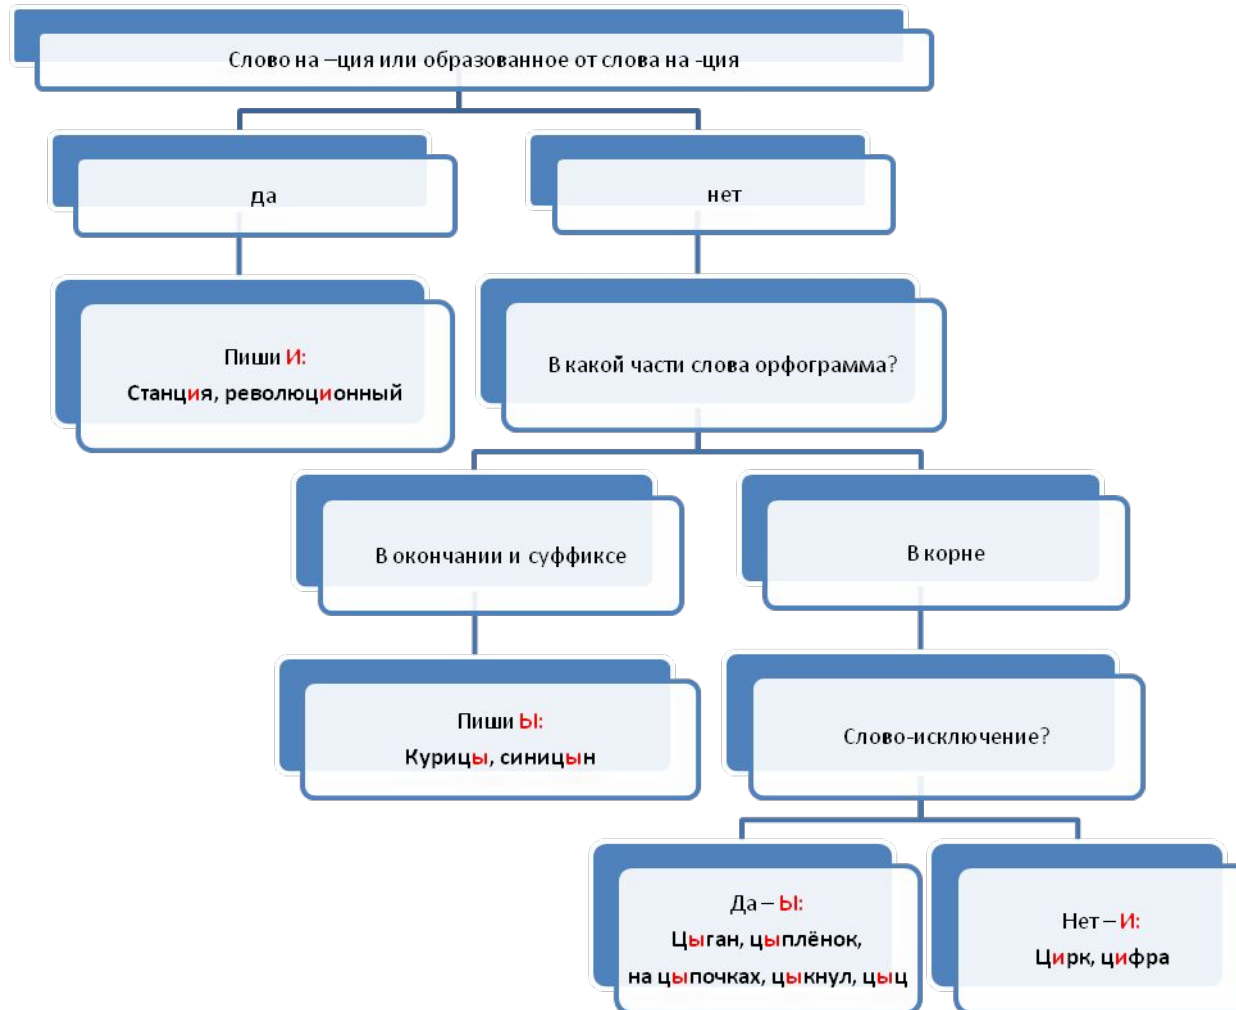 Слово на –ция или образованное от слова на -ция
да
нет
Пиши И:
Станция, революционный
В какой части слова орфограмма?
В окончании и суффиксе
В корне
Пиши Ы:
Курицы, синицын
Слово-исключение?
Да – Ы:
Цыган, цыплёнок,
на цыпочках, цыкнул, цыц
Нет – И:
Цирк, цифра